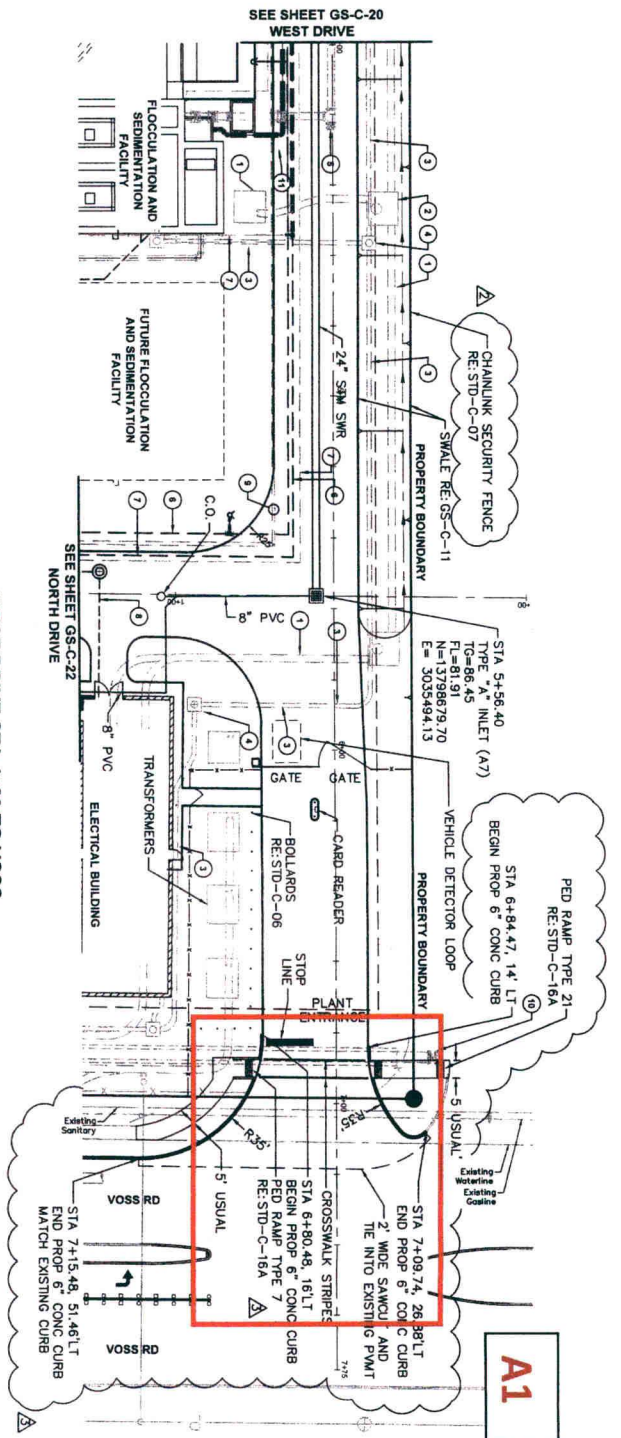 SEE SHEET GS-C-20
WEST DRIVE
FLOCCULATION AND
SEDIMENTATION
FACILITY
FUTURE FLOCCULATION
AND SEDIMENTATION
FACILITY
24" STM SWR
CHAINLINK SECURITY FENCE
RE:STD-C-07
2
SWALE RE:GS-C-11
PROPERTY BOUNDARY
C.O.
8" PVC
SEE SHEET GS-C-22
NORTH DRIVE
STA 5+56.40
TYPE "A" INLET (A7)
TG=86.45
FL=81.91
N=13798679.70
E= 3035494.13
8" PVC
TRANSFORMERS
ELECTICAL BUILDING
GATE
GATE
VEHICLE DETECTOR LOOP
CARD READER
BOLLARDS
RE:STD-C-06
STOP
LINE
PLANT
ENTRANCE
PROPERTY BOUNDARY
PED RAMP TYPE 21
RE:STD-C-16A
STA 6+84.47, 14' LT
BEGIN PROP 6" CONC CURB
10
5' USUAL
R35'
R35'
5' USUAL
Existing
Sanitary
Existing
Waterline
Existing
Gasline
CROSSWALK STRIPES
STA 6+80.48, 16'LT
BEGIN PROP 6" CONC CURB
PED RAMP TYPE 7
RE:STD-C-16A
STA 7+09.74, 26.88'LT
END PROP 6" CONC CURB
2' WIDE SAWCUT AND
TIE INTO EXISTING PVMT
VOSS RD
VOSS RD
STA 7+15.48, 51.46'LT
END PROP 6" CONC CURB
MATCH EXISTING CURB
7+75
A1